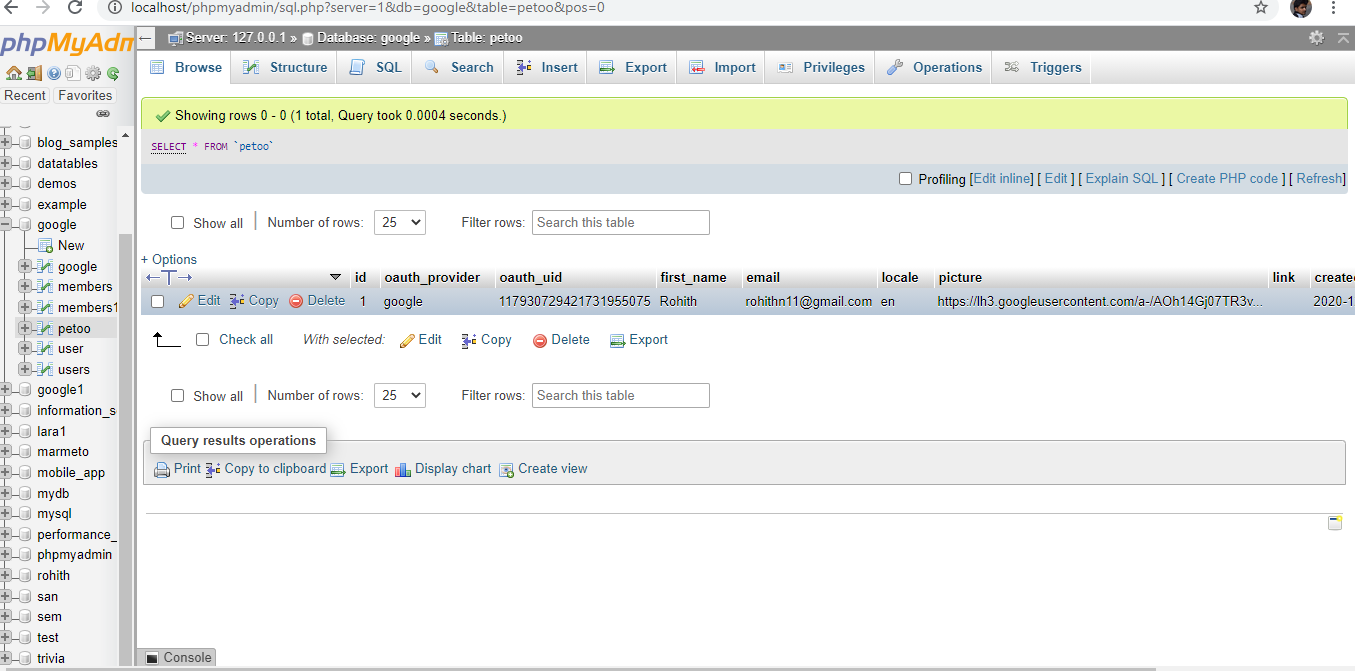 localhost/phpmyadmin/sql.php?server=1&db=google&table=petoo&pos=0
phpMyAdm
Server: 127.0.0.1 » Database: google » Table: petoo
Browse Structure SQL Search Insert Export Import Privileges Operations Triggers
Recent Favorites
blog_samples
datatables
demos
example
google
New
google
members
members1
petoo
user
users
google1
information_s
lara1
marmeto
mobile_app
mydb
mysql
performance_
phpmyadmin
rohith
san
sem
test
trivia
Showing rows 0 - 0 (1 total, Query took 0.0004 seconds.)
SELECT * FROM `petoo`
Profiling [Edit inline] [ Edit ] [ Explain SQL ] [ Create PHP code ] [ Refresh]
Show all Number of rows: 25 Filter rows: Search this table
+ Options
←T→ id oauth_provider oauth_uid first_name email locale picture link create
Edit Copy Delete 1 google 117930729421731955075 Rohith rohithn11@gmail.com en https://lh3.googleusercontent.com/a-/AOh14Gj07TR3v... 2020-1
Check all With selected: Edit Copy Delete Export
Show all Number of rows: 25 Filter rows: Search this table
Query results operations
Print Copy to clipboard Export Display chart Create view
Console